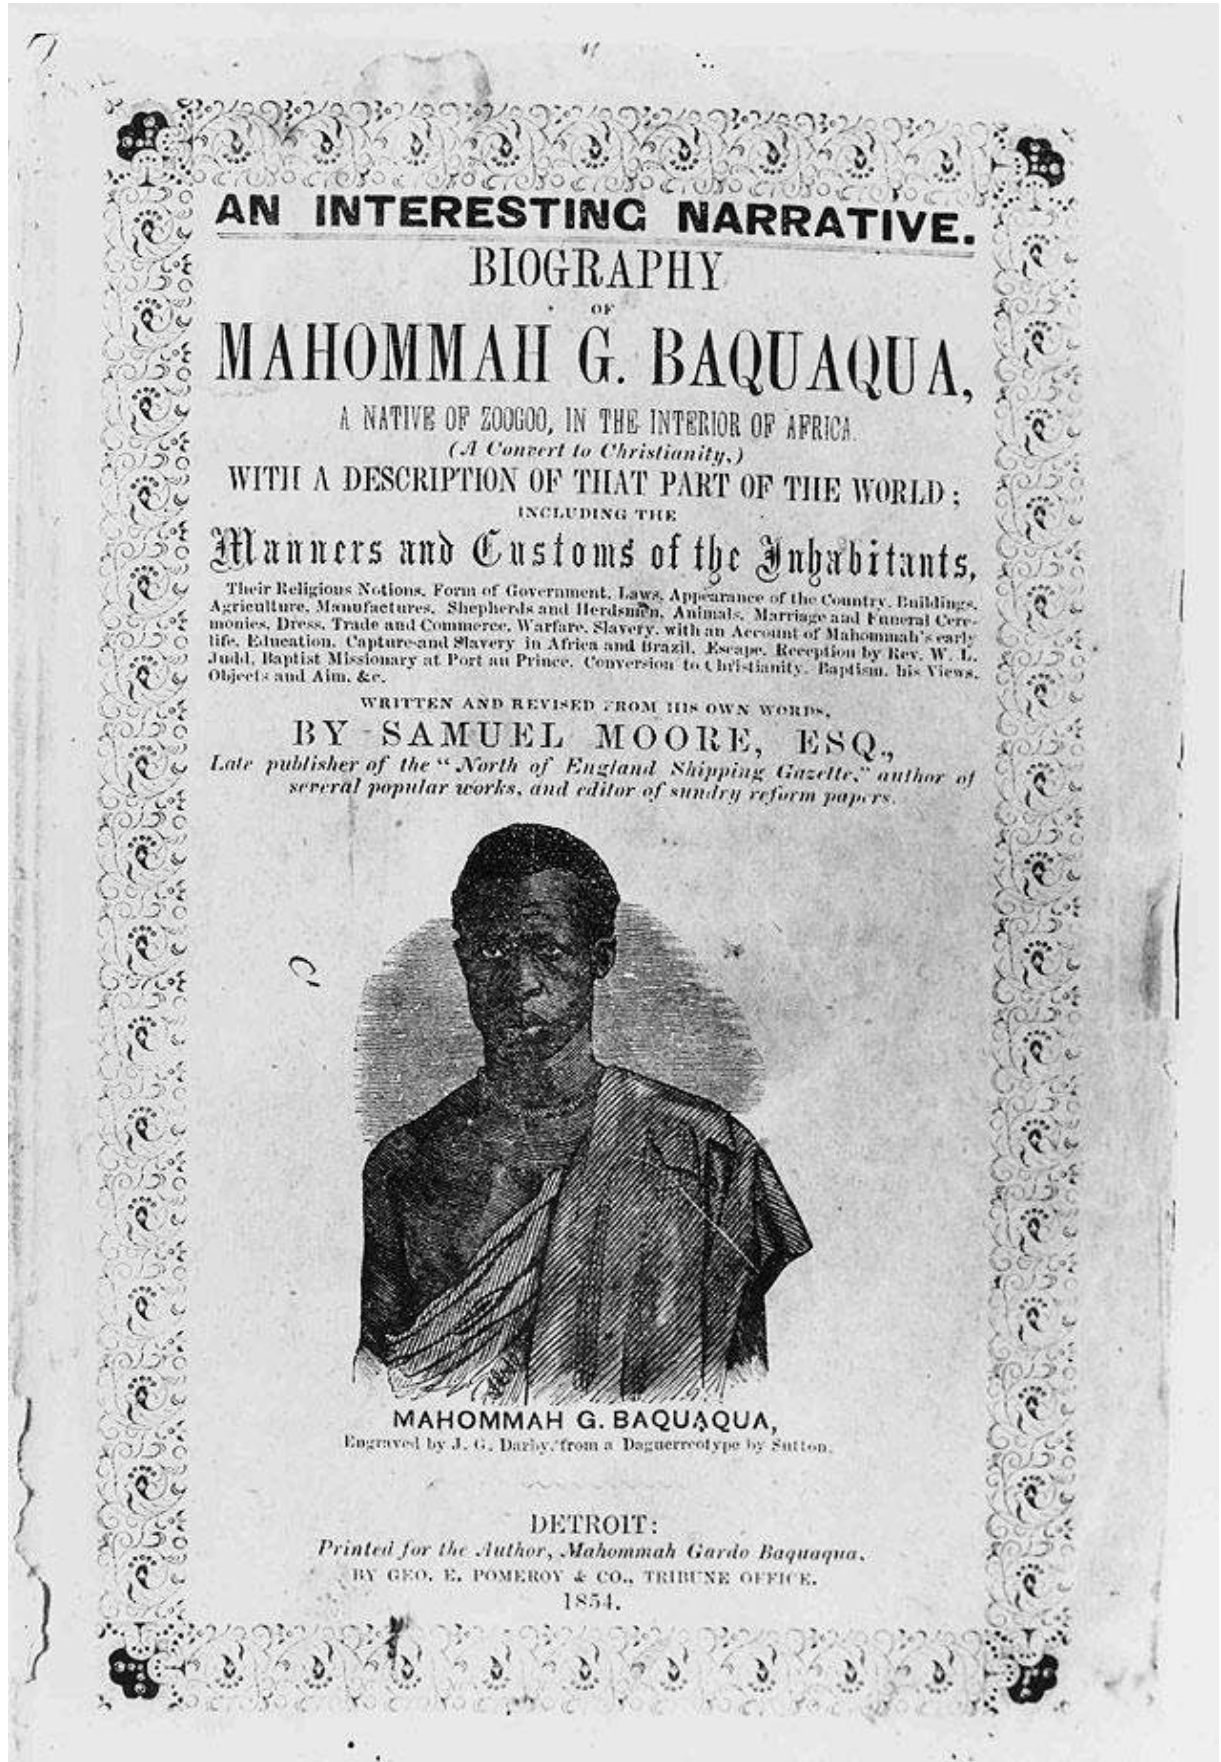 AN INTERESTING NARRATIVE.
BIOGRAPHY
OF
MAHOMMAH G. BAQUAQUA,
A NATIVE OF ZOOGOO, IN THE INTERIOR OF AFRICA.
(A Convert to Christianity,)
WITH A DESCRIPTION OF THAT PART OF THE WORLD;
INCLUDING THE
Manners and Customs of the Inhabitants,
Their Religious Notions, Form of Government, Laws, Appearance of the Country, Buildings,
Agriculture, Manufactures, Shepherds and Herdsmen, Animals, Marriage and Funeral Cere-
monies, Dress, Trade and Commerce, Warfare, Slavery, with an Account of Mahommah's early
life, Education, Capture and Slavery in Africa and Brazil, Escape, Reception by Rev. W. L.
Judd, Baptist Missionary at Port au Prince, Conversion to Christianity, Baptism, his Views,
Objects and Aim, &c.
WRITTEN AND REVISED FROM HIS OWN WORDS,
BY SAMUEL MOORE, ESQ.,
Late publisher of the "North of England Shipping Gazette," author of
several popular works, and editor of sundry reform papers.
MAHOMMAH G. BAQUAQUA,
Engraved by J. G. Darby, from a Daguerreotype by Sutton.
DETROIT:
Printed for the Author, Mahommah Gardo Baquaqua,
BY GEO. E. POMEROY & CO., TRIBUNE OFFICE.
1854.